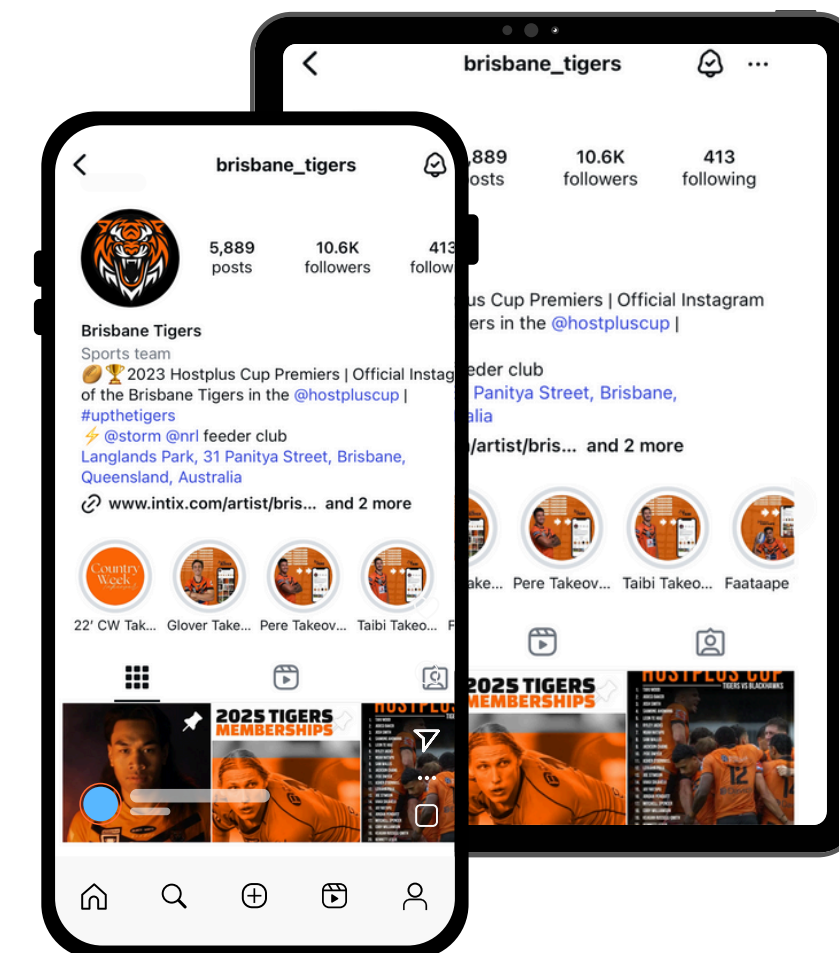 brisbane_tigers
5,889
posts
10.6K
followers
413
follow
Brisbane Tigers
Sports team
2023 Hostplus Cup Premiers | Official Instag
of the Brisbane Tigers in the @hostpluscup |
#upthetigers
@storm @nrl feeder club
Langlands Park, 31 Panitya Street, Brisbane,
Queensland, Australia
www.intix.com/artist/bris... and 2 more
Country
Week
22' CW Tak...
Glover Take...
Pere Takeov...
Taibi Takeo...
F
2025 TIGERS
MEMBERSHIPS
brisbane_tigers
,889
osts
10.6K
followers
413
following
us Cup Premiers | Official Instagram
ers in the @hostpluscup |
eder club
Panitya Street, Brisbane,
alia
/artist/bris... and 2 more
ake...
Pere Takeov...
Taibi Takeo...
Faataape
2025 TIGERS
MEMBERSHIPS
HOSTPLUS CUP
TIGERS VS BLACKHAWKS
12